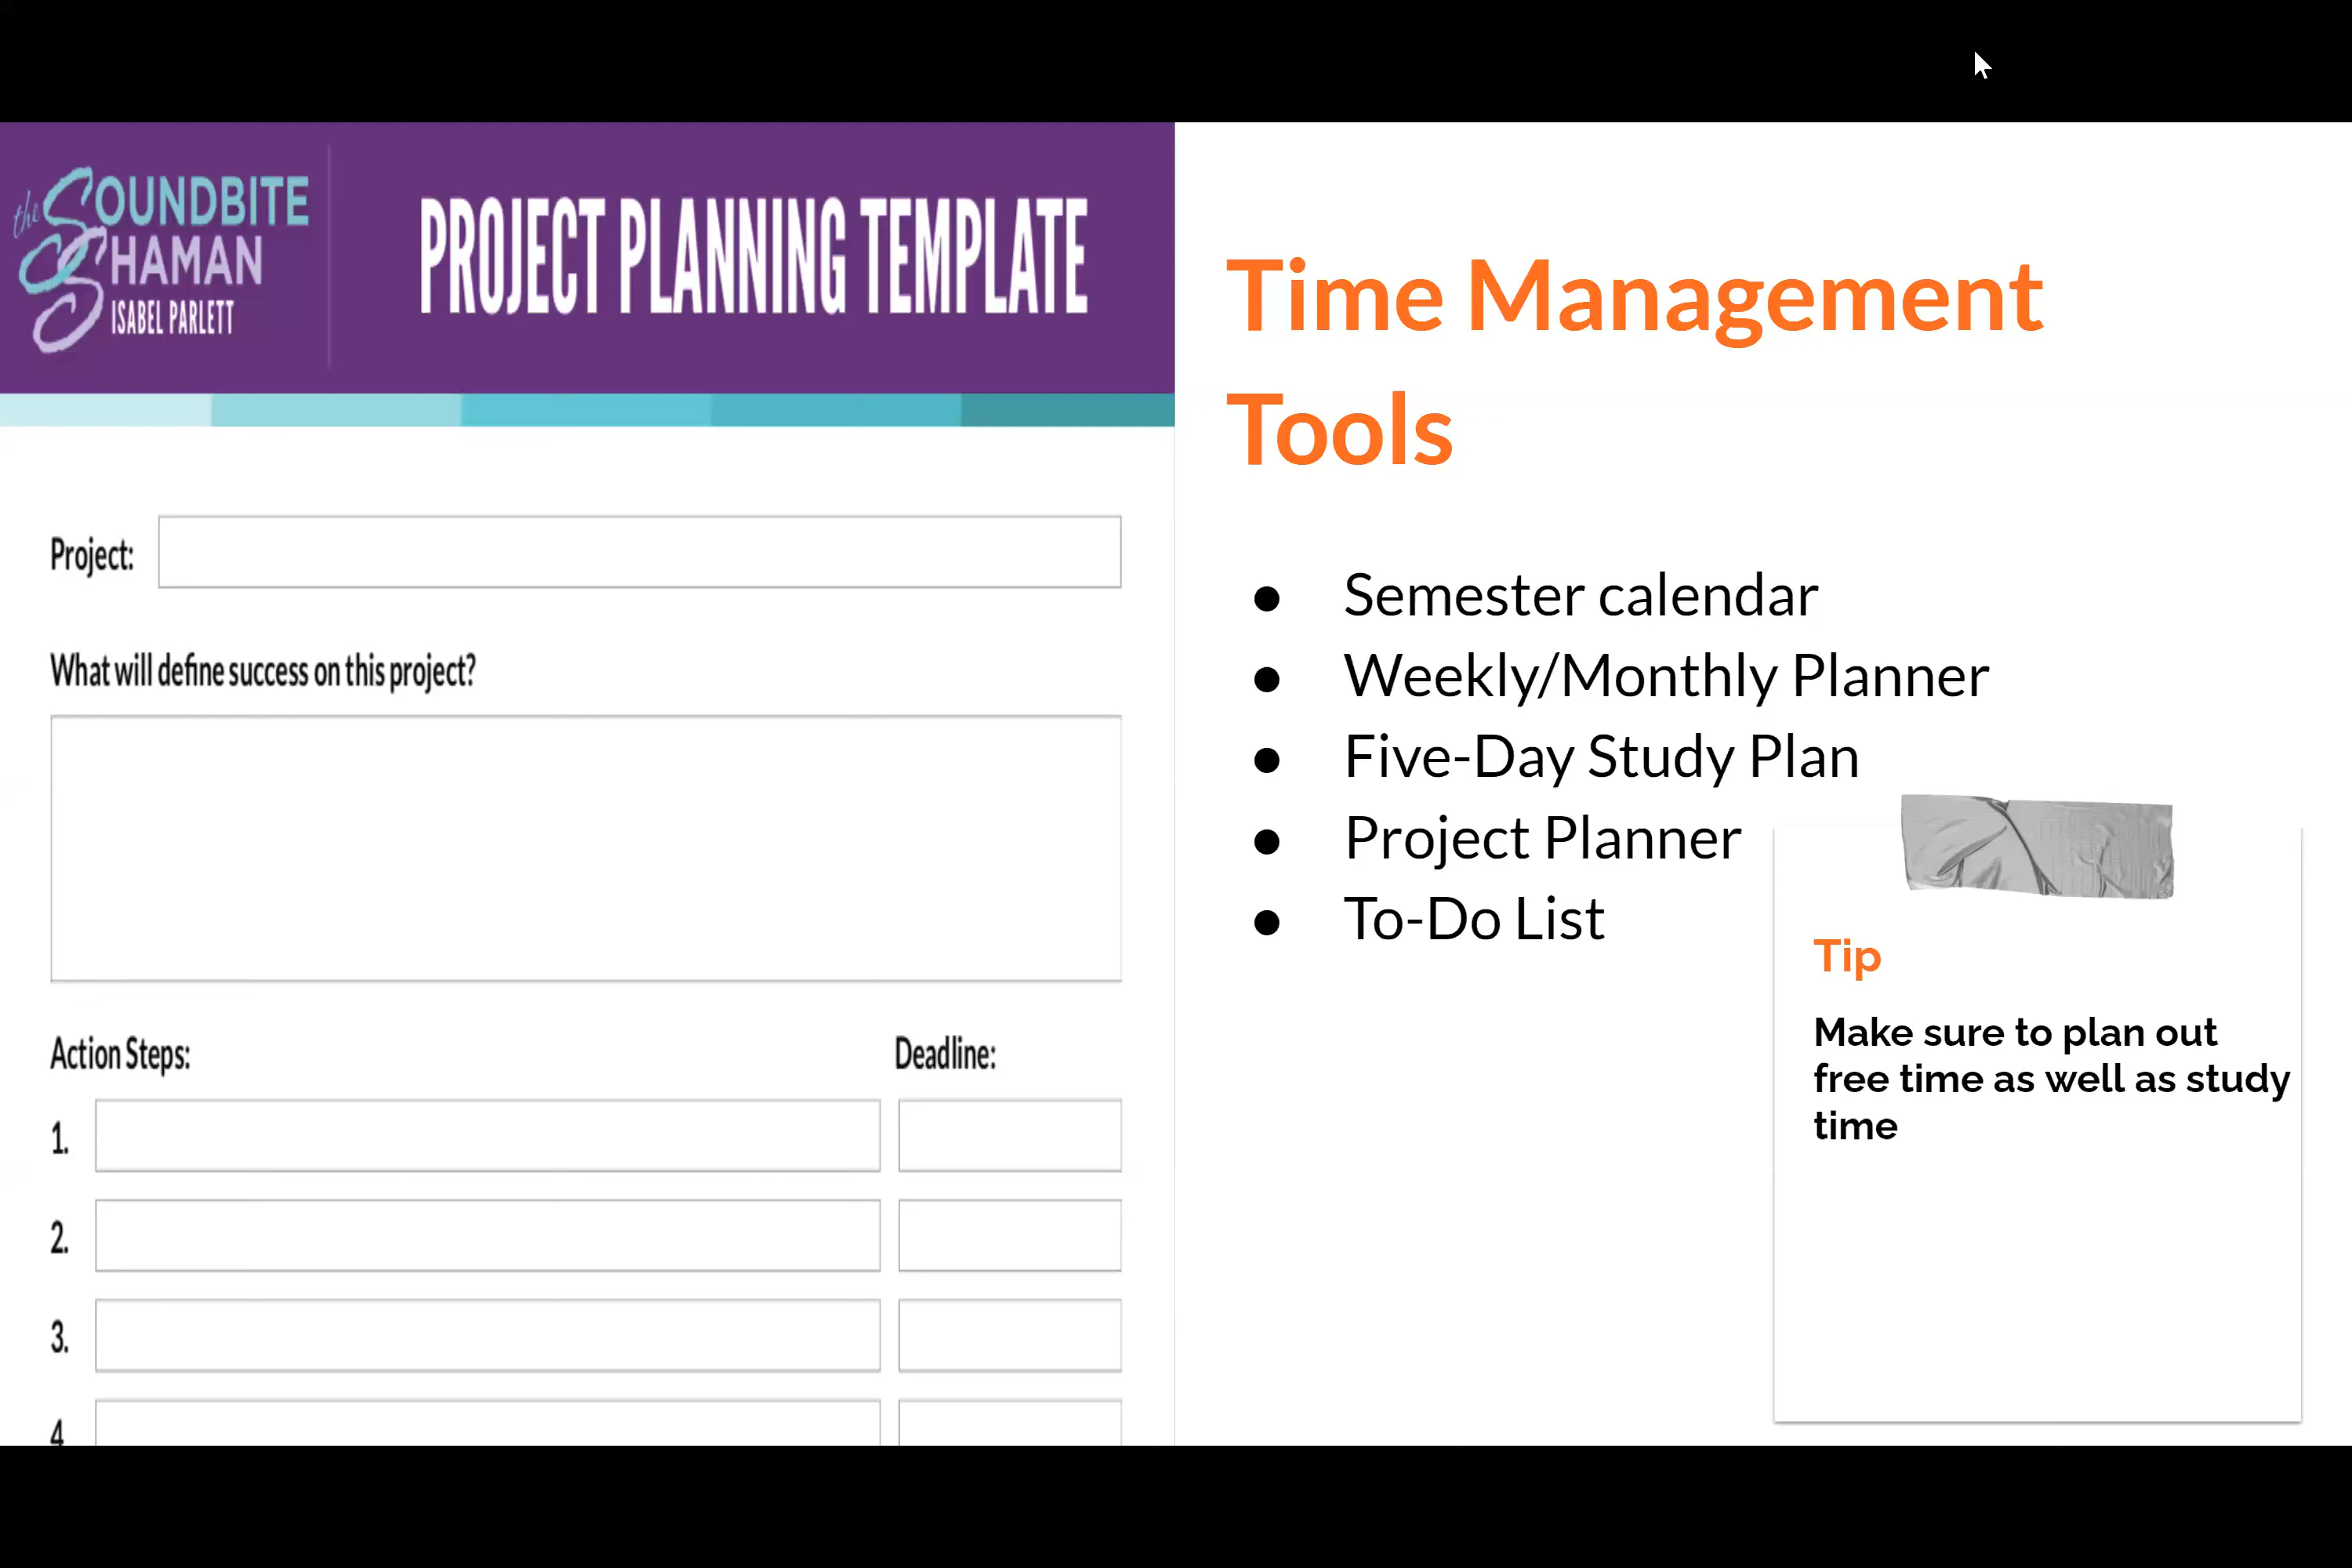 the SOUNDBITE
SHAMAN
ISABEL PARLETT
PROJECT PLANNING TEMPLATE
Project:
What will define success on this project?
Action Steps:
Deadline:
1.
2.
3.
4
Time Management
Tools
● Semester calendar
● Weekly/Monthly Planner
● Five-Day Study Plan
● Project Planner
● To-Do List
Tip
Make sure to plan out
free time as well as study
time